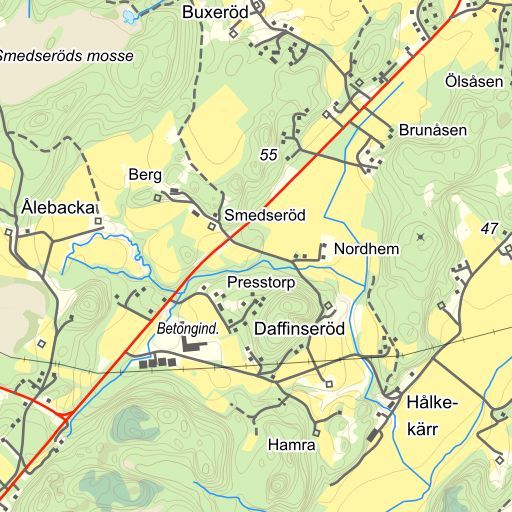 Buxeröd
Smedseröds mosse
Ölsåsen
Brunåsen
55
Berg
Ålebacka
Smedseröd
47
Nordhem
Presstorp
Betongind.
Daffinseröd
Hålke-
kärr
Hamra